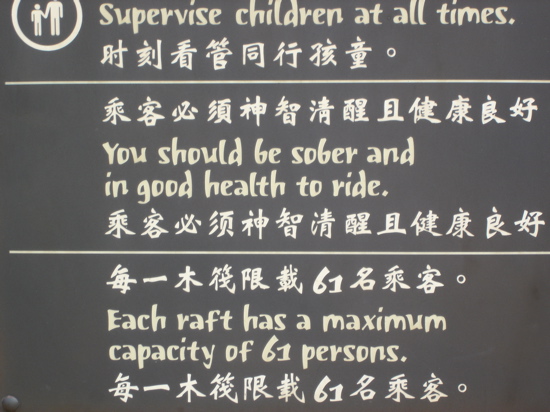 Supervise children at all times.
时刻看管同行孩童。
乘客必須神智清醒且健康良好
You should be sober and
in good health to ride.
乘客必须神智清醒且健康良好
每一木筏限載61名乘客。
Each raft has a maximum
capacity of 61 persons.
每一木筏限载61名乘客。